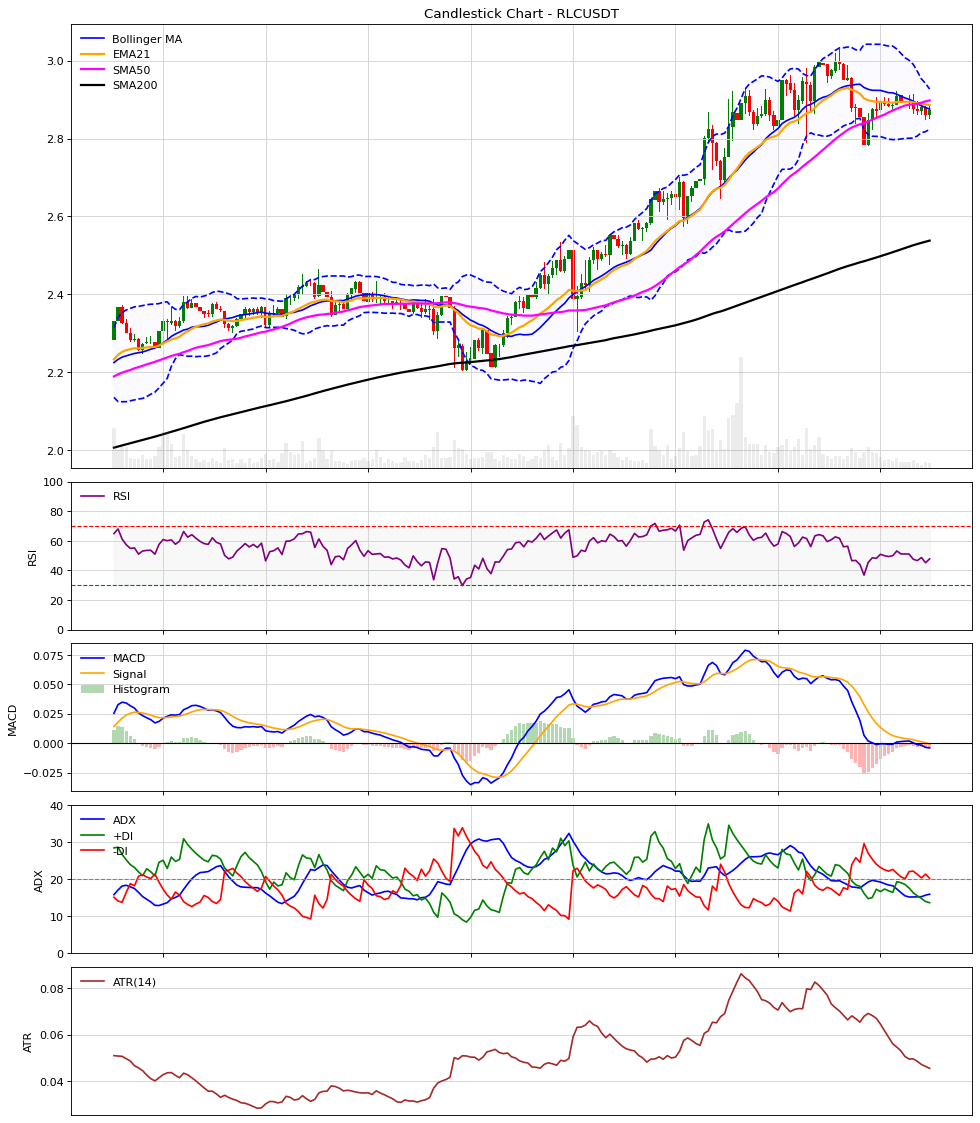 Candlestick Chart - RLCUSDT
Bollinger MA
EMA21
SMA50
SMA200
3.0
2.8
2.6
2.4
2.2
2.0
RSI
100
80
60
40
20
0
RSI
MACD
Signal
Histogram
0.075
0.050
0.025
0.000
−0.025
MACD
ADX
+DI
-DI
40
30
20
10
0
ADX
ATR(14)
0.08
0.06
0.04
ATR